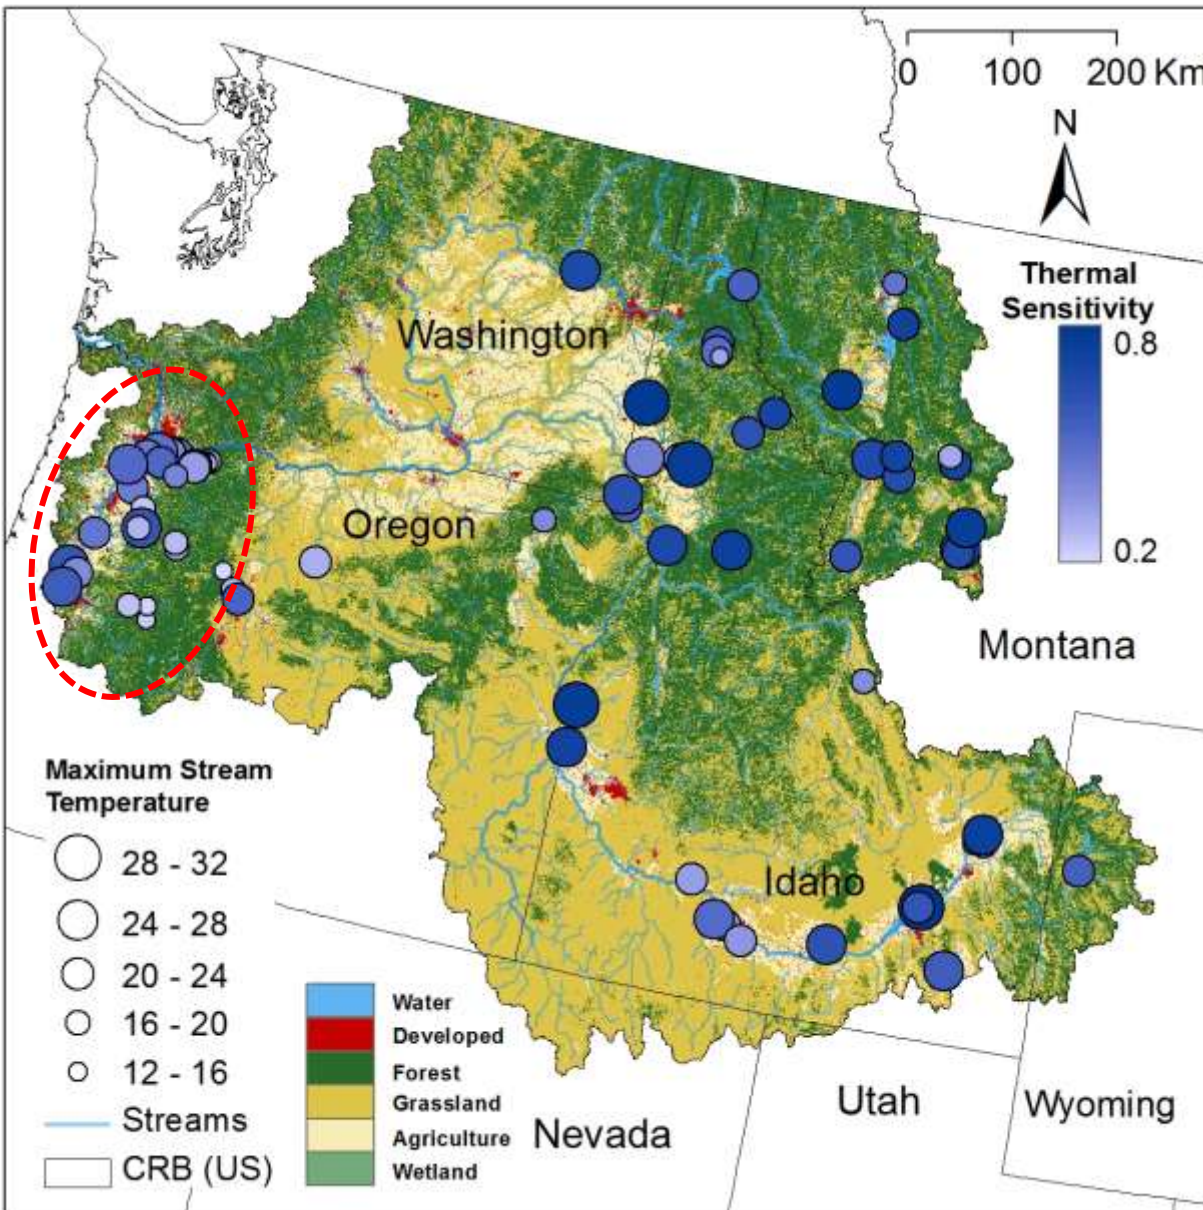 0 100 200 Km
N
Thermal
Sensitivity
0.8
0.2
Washington
Oregon
Montana
Idaho
Maximum Stream
Temperature
28 - 32
24 - 28
20 - 24
16 - 20
12 - 16
Streams
CRB (US)
Water
Developed
Forest
Grassland
Agriculture
Wetland
Nevada
Utah
Wyoming